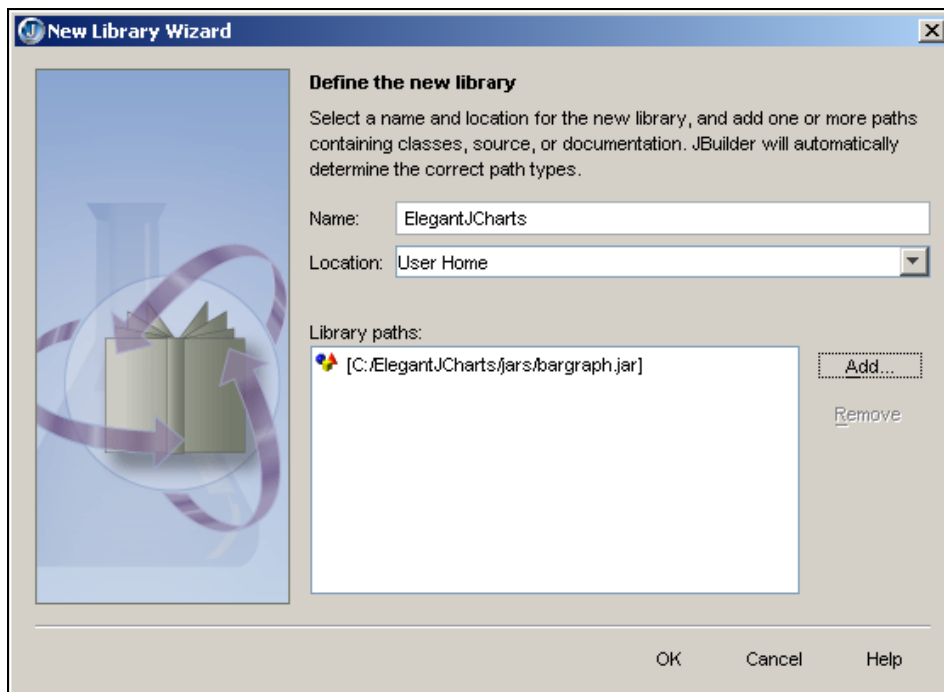 New Library Wizard
Define the new library
Select a name and location for the new library, and add one or more paths
containing classes, source, or documentation. JBuilder will automatically
determine the correct path types.
Name: ElegantJCharts
Location: User Home
Library paths:
[C:/ElegantJCharts/jars/bargraph.jar]
Add...
Remove
OK Cancel Help